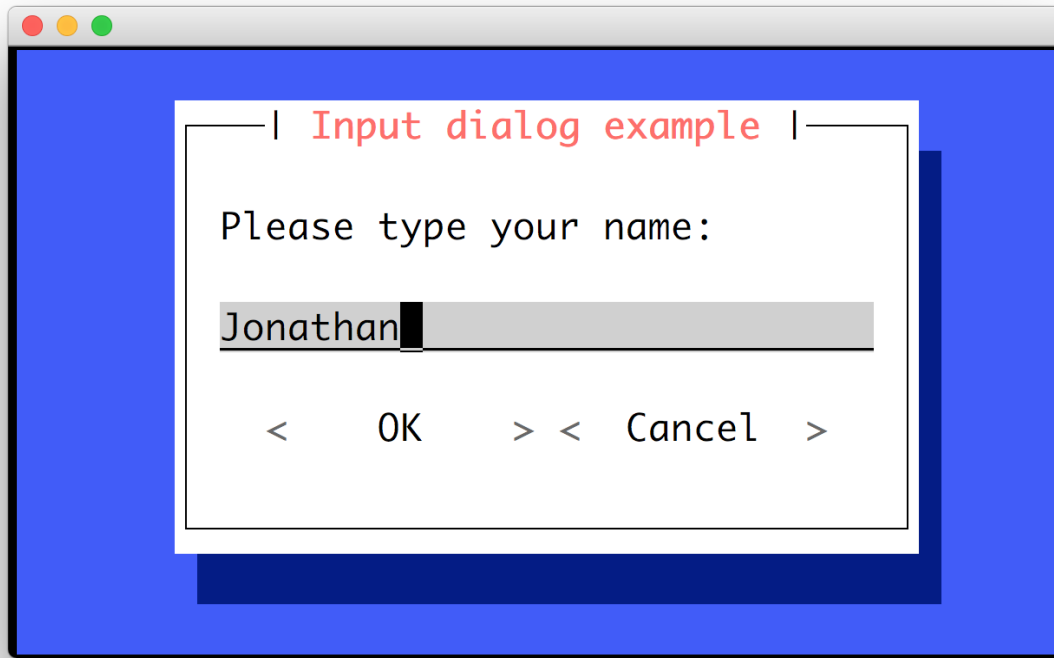 | Input dialog example |
Please type your name:
Jonathan
< OK > < Cancel >